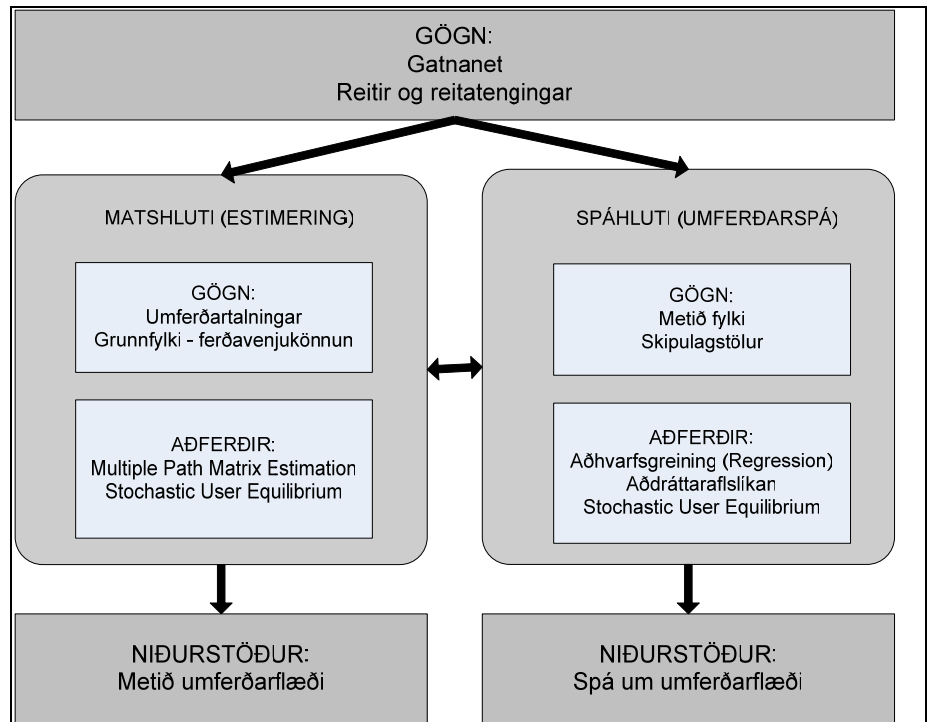 GÖGN:
Gatnanet
Reitir og reitatengingar
MATSHLUTI (ESTIMERING)
GÖGN:
Umferðartalningar
Grunnfylki - ferðavenjukönnun
AÐFERÐIR:
Multiple Path Matrix Estimation
Stochastic User Equilibrium
SPÁHLUTI (UMFERÐARSPÁ)
GÖGN:
Metið fylki
Skipulagstölur
AÐFERÐIR:
Aðhvarfsgreining (Regression)
Aðdráttaraflslíkan
Stochastic User Equilibrium
NIÐURSTÖÐUR:
Metið umferðarflæði
NIÐURSTÖÐUR:
Spá um umferðarflæði